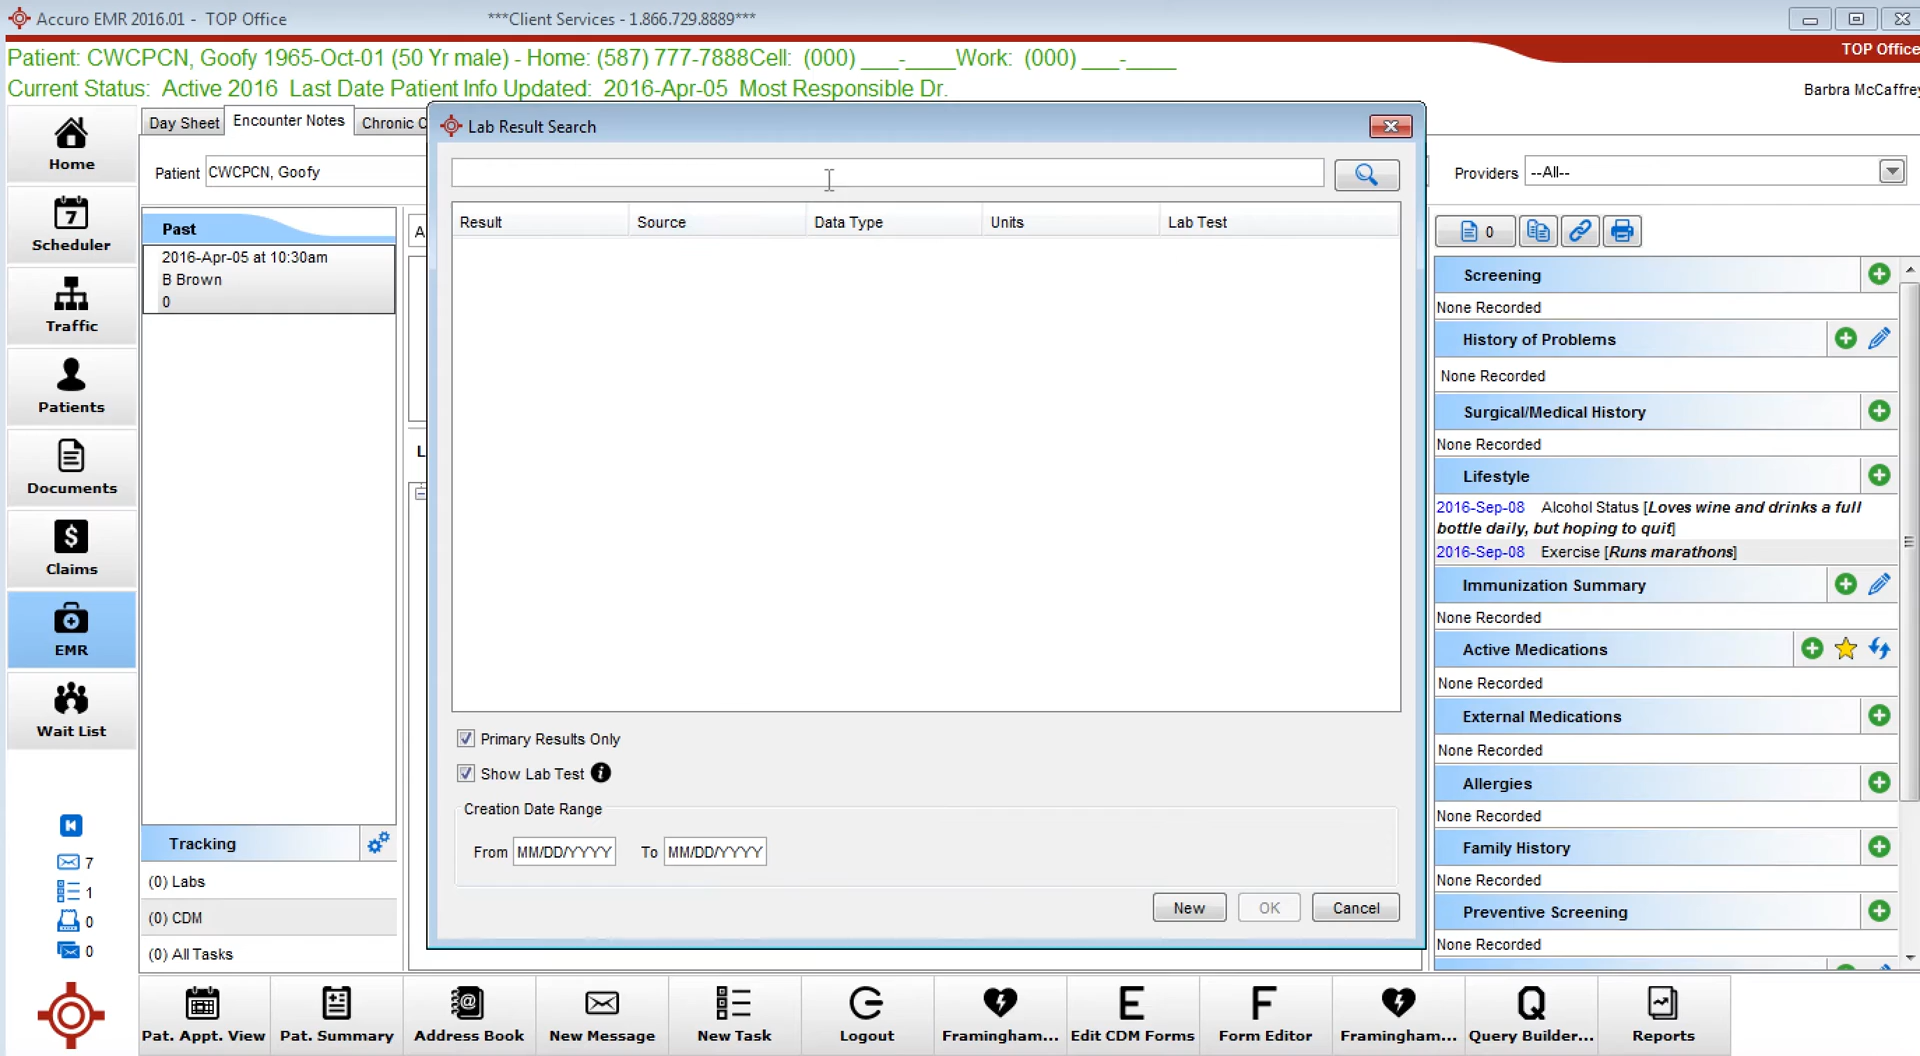 Accuro EMR 2016.01 - TOP Office
***Client Services - 1.866.729.8889***
Patient: CWCPCN, Goofy 1965-Oct-01 (50 Yr male) - Home: (587) 777-7888Cell: (000) ___-____Work: (000) ___-____
TOP Office
Current Status: Active 2016 Last Date Patient Info Updated: 2016-Apr-05 Most Responsible Dr.
Barbra McCaffrey
Home
7
Scheduler
Traffic
Patients
Documents
$
Claims
EMR
Wait List
7
1
0
0
Day Sheet
Encounter Notes
Chronic C
Patient CWCPCN, Goofy
Past
2016-Apr-05 at 10:30am
B Brown
0
Tracking
(0) Labs
(0) CDM
(0) All Tasks
A
L
Lab Result Search
Result Source Data Type Units Lab Test
Primary Results Only
Show Lab Test i
Creation Date Range
From MM/DD/YYYY To MM/DD/YYYY
New OK Cancel
Providers --All--
0
Screening
None Recorded
History of Problems
None Recorded
Surgical/Medical History
None Recorded
Lifestyle
2016-Sep-08 Alcohol Status [Loves wine and drinks a full
bottle daily, but hoping to quit]
2016-Sep-08 Exercise [Runs marathons]
Immunization Summary
None Recorded
Active Medications
None Recorded
External Medications
None Recorded
Allergies
None Recorded
Family History
None Recorded
Preventive Screening
None Recorded
Pat. Appt. View
Pat. Summary
@
Address Book
New Message
New Task
Logout
Framingham...
E
Edit CDM Forms
F
Form Editor
Framingham...
Q
Query Builder...
Reports